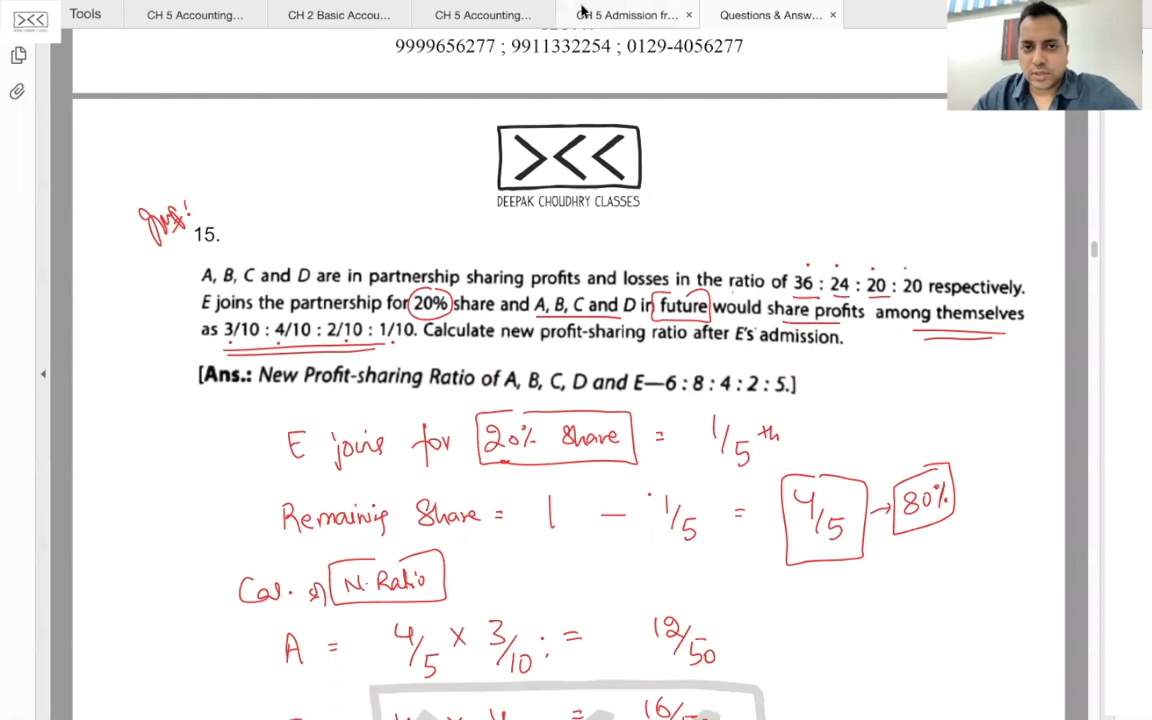 Tools CH 5 Accounting... CH 2 Basic Accou... CH 5 Accounting... CH 5 Admission fr... × Questions & Answ... ×
9999656277 ; 9911332254 ; 0129-4056277
DEEPAK CHOUDHRY CLASSES
15.
A, B, C and D are in partnership sharing profits and losses in the ratio of 36 : 24 : 20 : 20 respectively.
E joins the partnership for 20% share and A, B, C and D in future would share profits among themselves
as 3/10 : 4/10 : 2/10 : 1/10. Calculate new profit-sharing ratio after E's admission.
[Ans.: New Profit-sharing Ratio of A, B, C, D and E—6 : 8 : 4 : 2 : 5.]
E joins for 20% Share = 1/5 th
Remaining Share = 1 - 1/5 = 4/5 → 80%
Cal. of N. Ratio
A = 4/5 × 3/10 = 12/50
= 16/